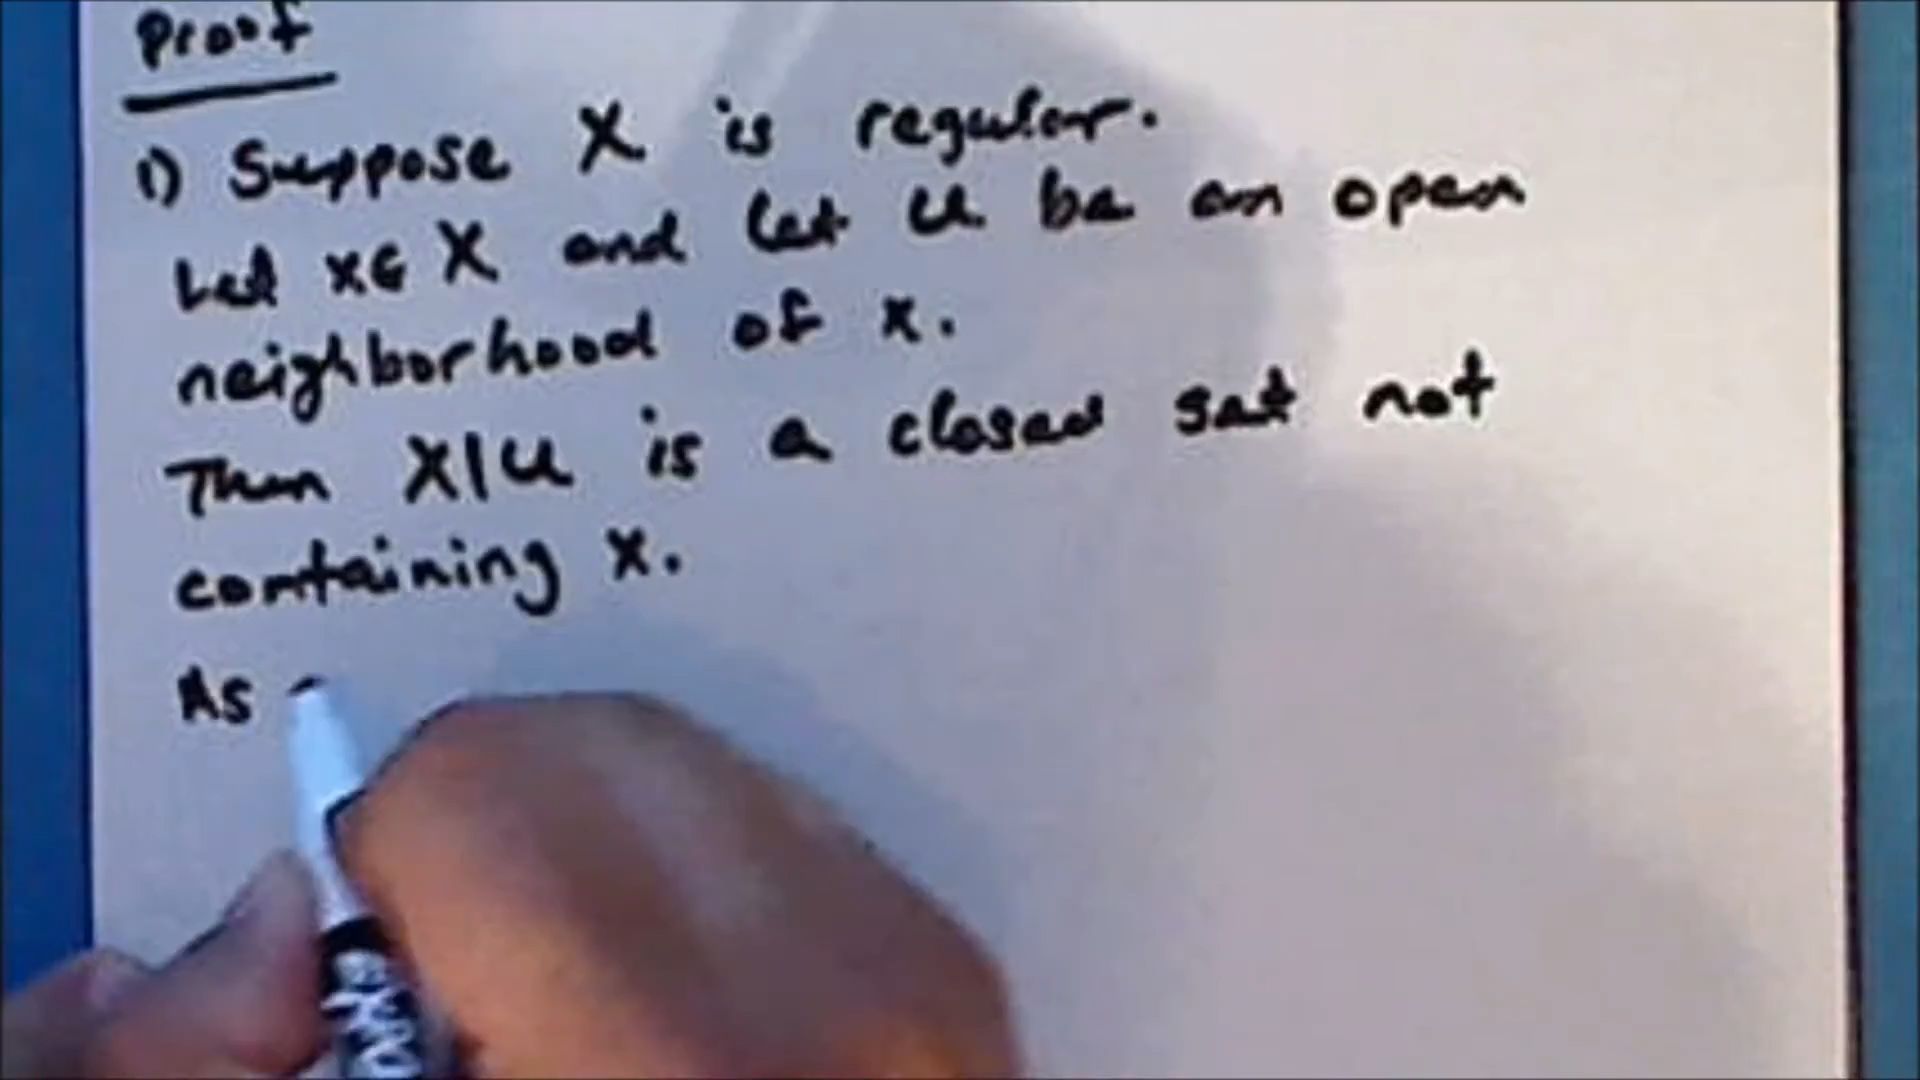 Proof
1) Suppose X is regular.
Let x∈X and let U be an open
neighborhood of x.
Then X\U is a closed set not
containing x.
As
EXPO